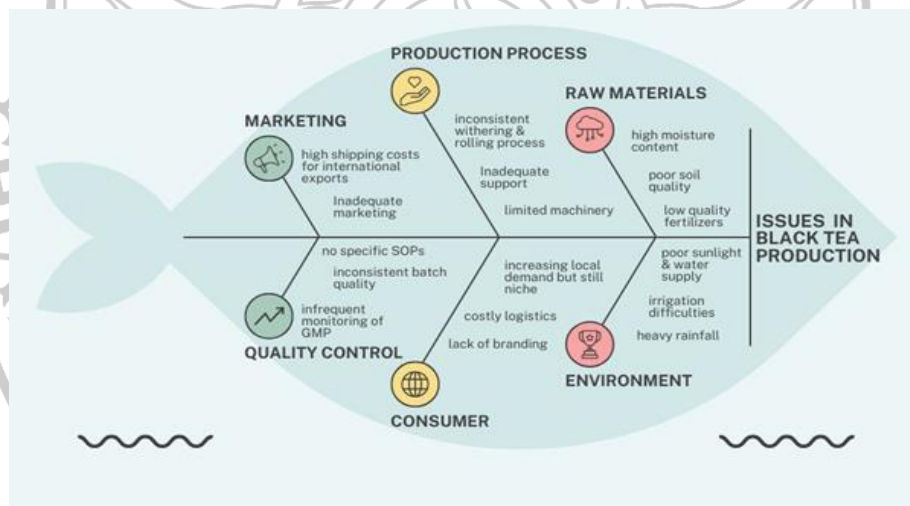 PRODUCTION PROCESS
inconsistent
withering &
rolling process
Inadequate
support
limited machinery
RAW MATERIALS
high moisture
content
poor soil
quality
low quality
fertilizers
MARKETING
high shipping costs
for international
exports
Inadequate
marketing
ISSUES IN
BLACK TEA
PRODUCTION
no specific SOPs
inconsistent batch
quality
infrequent
monitoring of
GMP
QUALITY CONTROL
increasing local
demand but still
niche
costly logistics
lack of branding
CONSUMER
poor sunlight
& water
supply
irrigation
difficulties
heavy rainfall
ENVIRONMENT